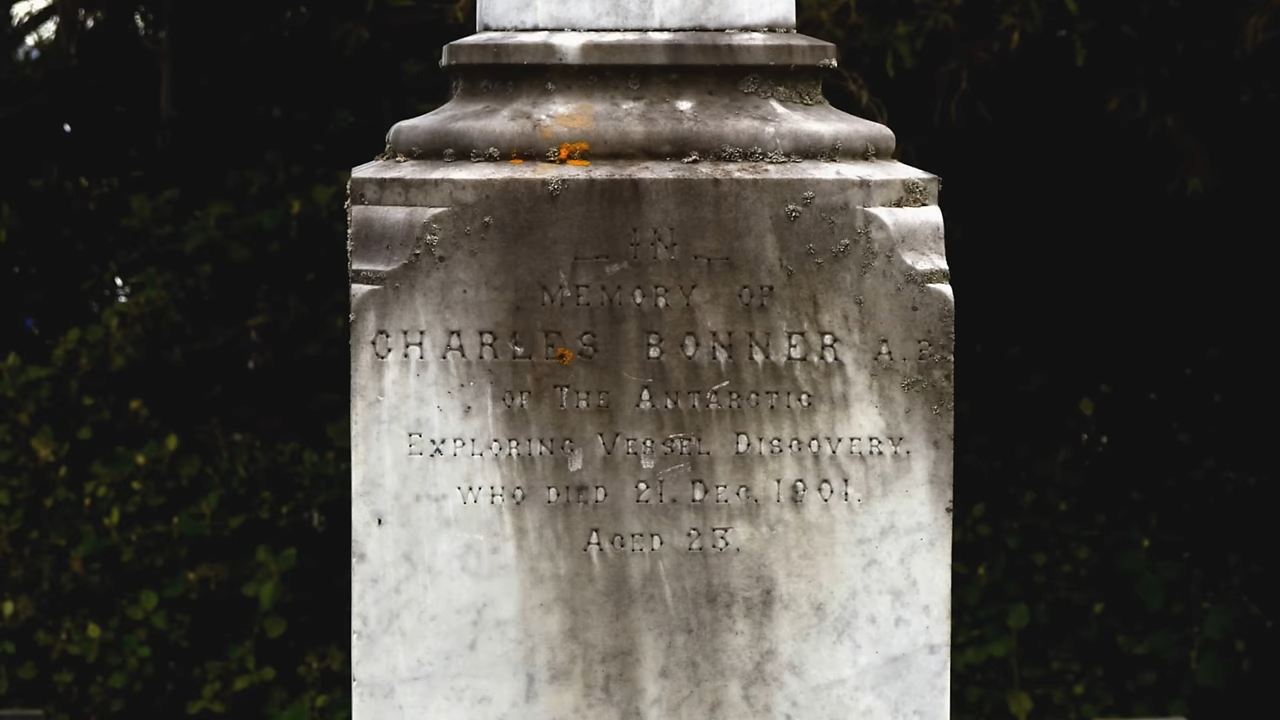 IN
MEMORY OF
CHARLES BONNER A.B.
OF THE ANTARCTIC
EXPLORING VESSEL DISCOVERY.
WHO DIED 21. DEC. 1901.
AGED 23.